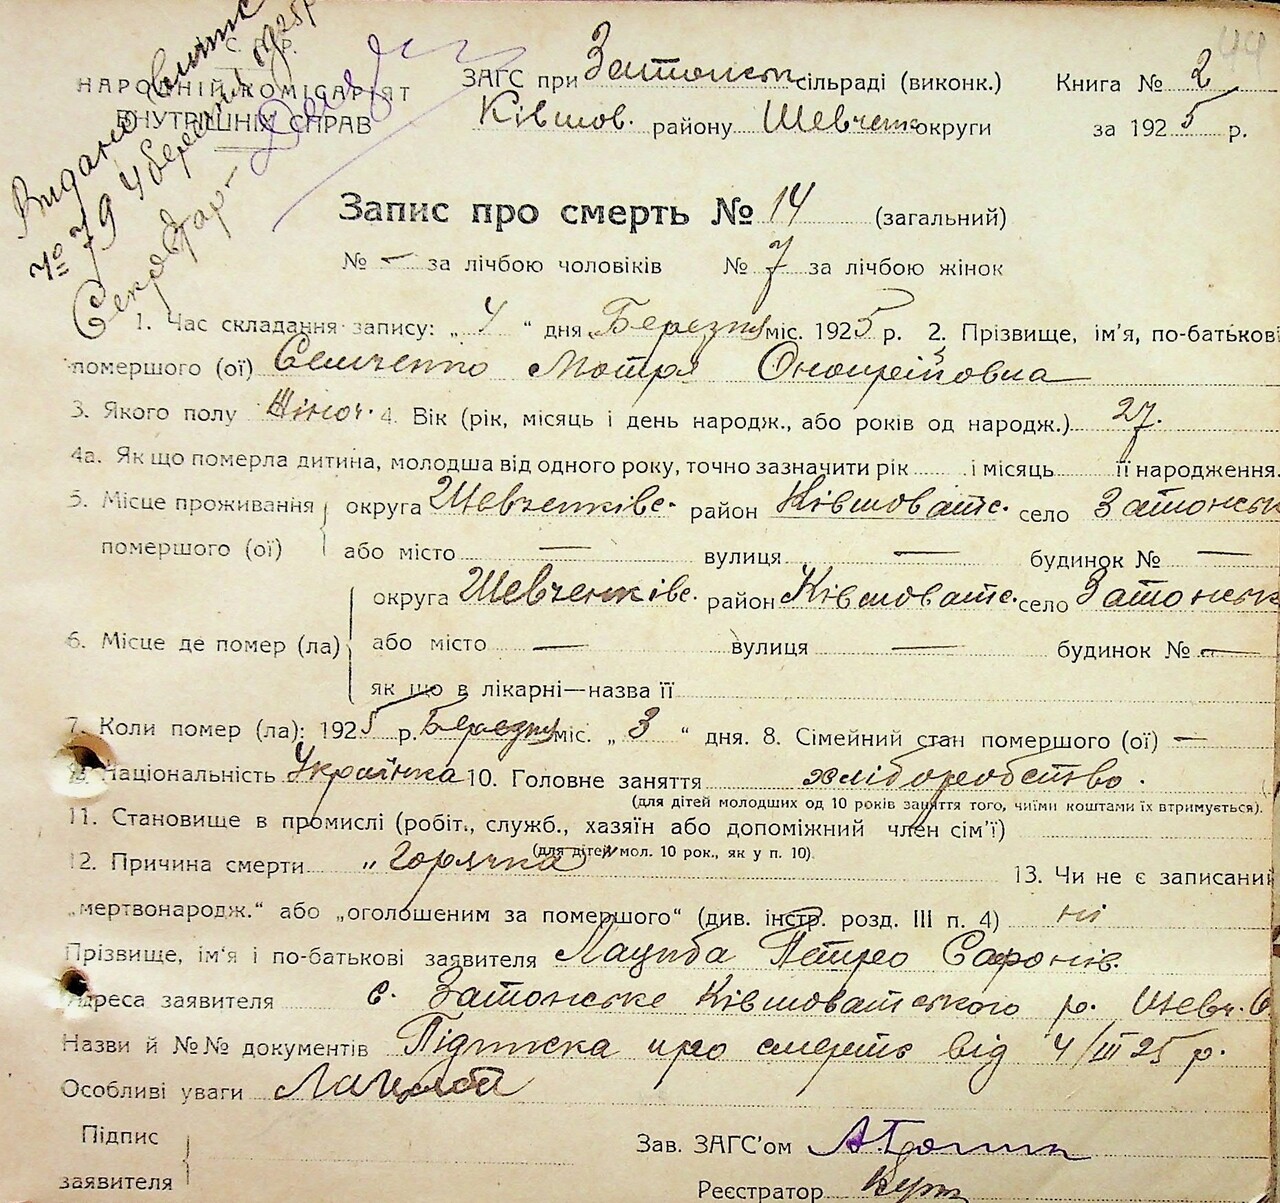 44
Видано витяг
№ 79 4 березня 1925 р.
Секретар
С. Р. Р.
НАРОДНІЙ КОМІСАРІЯТ
ВНУТРІШНІХ СПРАВ
ЗАГС при Затонськ сільраді (виконк.) Книга № 2
Ківшов. району Шевченк округи за 1925 р.
Запис про смерть № 14 (загальний)
№ — за лічбою чоловіків № 7 за лічбою жінок
1. Час складання запису: „ 4 “ дня Березня міс. 1925 р. 2. Прізвище, ім'я, по-батькові
помершого (ої) Семченко Мотря Онопрійовна
3. Якого полу Жіноч. 4. Вік (рік, місяць і день народж., або років од народж.) 27.
4а. Як що померла дитина, молодша від одного року, точно зазначити рік і місяць її народження.
5. Місце проживання округа Шевченківс. район Ківшоватс. село Затонськ
помершого (ої) або місто — вулиця — будинок № —
округа Шевченківс. район Ківшоватс. село Затонськ
6. Місце де помер (ла) або місто — вулиця — будинок № —
як що в лікарні—назва її
7. Коли помер (ла): 1925 р. Березня міс. „ 3 “ дня. 8. Сімейний стан помершого (ої) —
9. Національність Українка 10. Головне заняття хліборобство.
(для дітей молодших од 10 років заняття того, чиїми коштами їх втримується).
11. Становище в промислі (робіт., служб., хазяїн або допоміжний член сім'ї)
(для дітей мол. 10 рок., як у п. 10).
12. Причина смерти „Горячка“ 13. Чи не є записаний
„мертвонародж.“ або „оголошеним за помершого“ (див. інстр. розд. III п. 4) ні
Прізвище, ім'я і по-батькові заявителя Лациба Петро Софонів.
Адреса заявителя с. Затонське Ківшоватського р. Шевч. о
Назви й №№ документів Підписка про смерть від 4/III 25 р.
Особливі уваги Лациба
Підпис
заявителя
Зав. ЗАГС'ом
Реєстратор